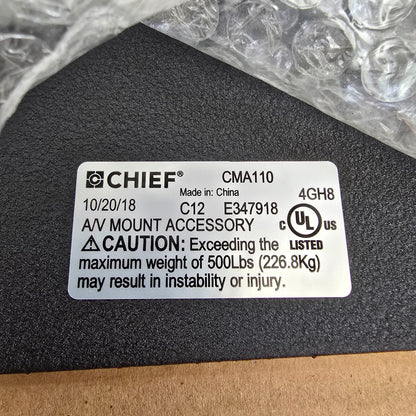 CHIEF® CMA110
Made in: China
10/20/18 C12 E347918 4GH8
A/V MOUNT ACCESSORY
C UL US LISTED
⚠CAUTION: Exceeding the
maximum weight of 500Lbs (226.8Kg)
may result in instability or injury.